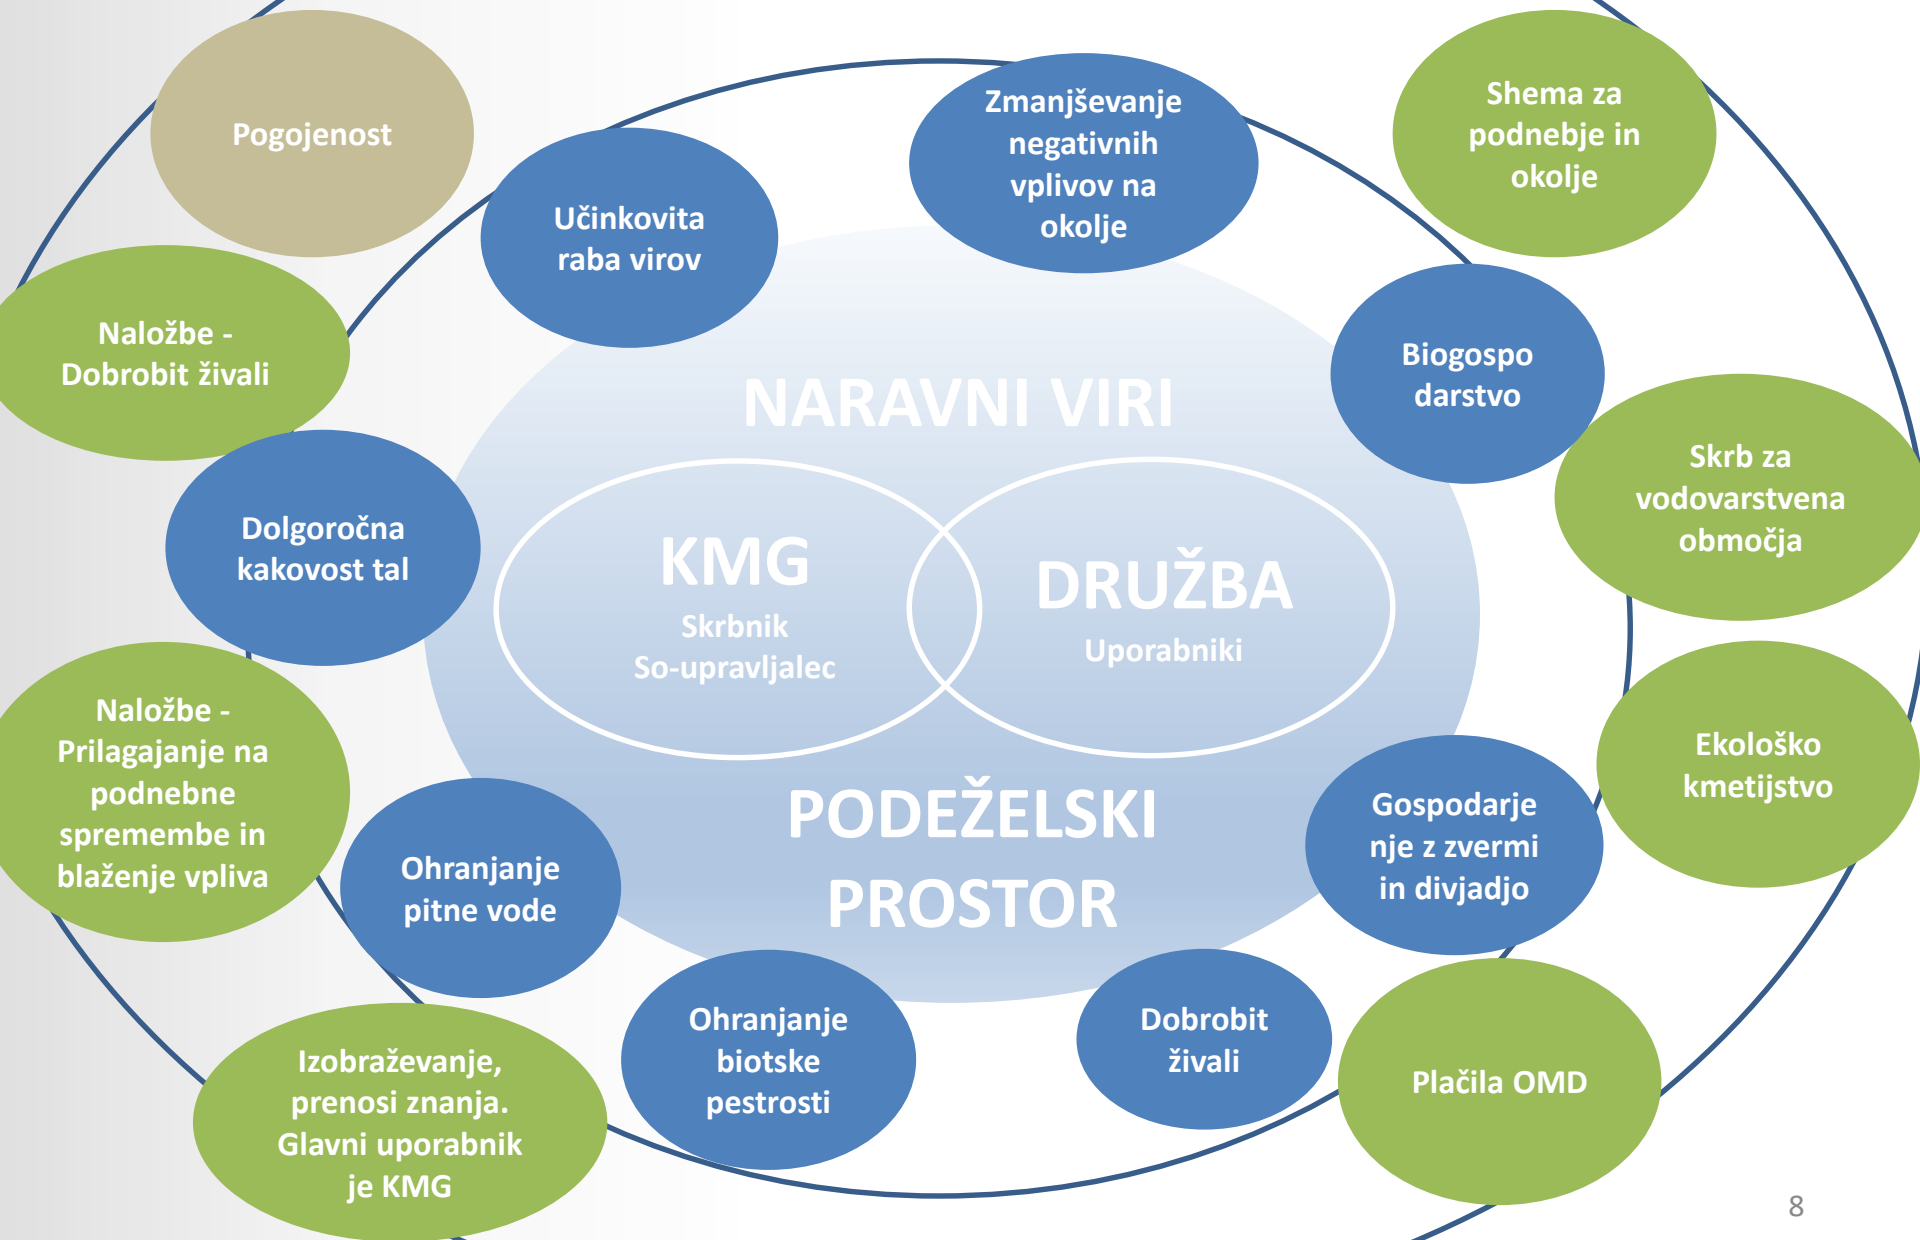 Pogojenost
Učinkovita
raba virov
Zmanjševanje
negativnih
vplivov na
okolje
Shema za
podnebje in
okolje
Naložbe -
Dobrobit živali
NARAVNI VIRI
Biogospo
darstvo
Dolgoročna
kakovost tal
KMG
Skrbnik
So-upravljalec
DRUŽBA
Uporabniki
Skrb za
vodovarstvena
območja
Naložbe -
Prilagajanje na
podnebne
spremembe in
blaženje vpliva
PODEŽELSKI
PROSTOR
Gospodarje
nje z zvermi
in divjadjo
Ekološko
kmetijstvo
Ohranjanje
pitne vode
Izobraževanje,
prenosi znanja.
Glavni uporabnik
je KMG
Ohranjanje
biotske
pestrosti
Dobrobit
živali
Plačila OMD
8